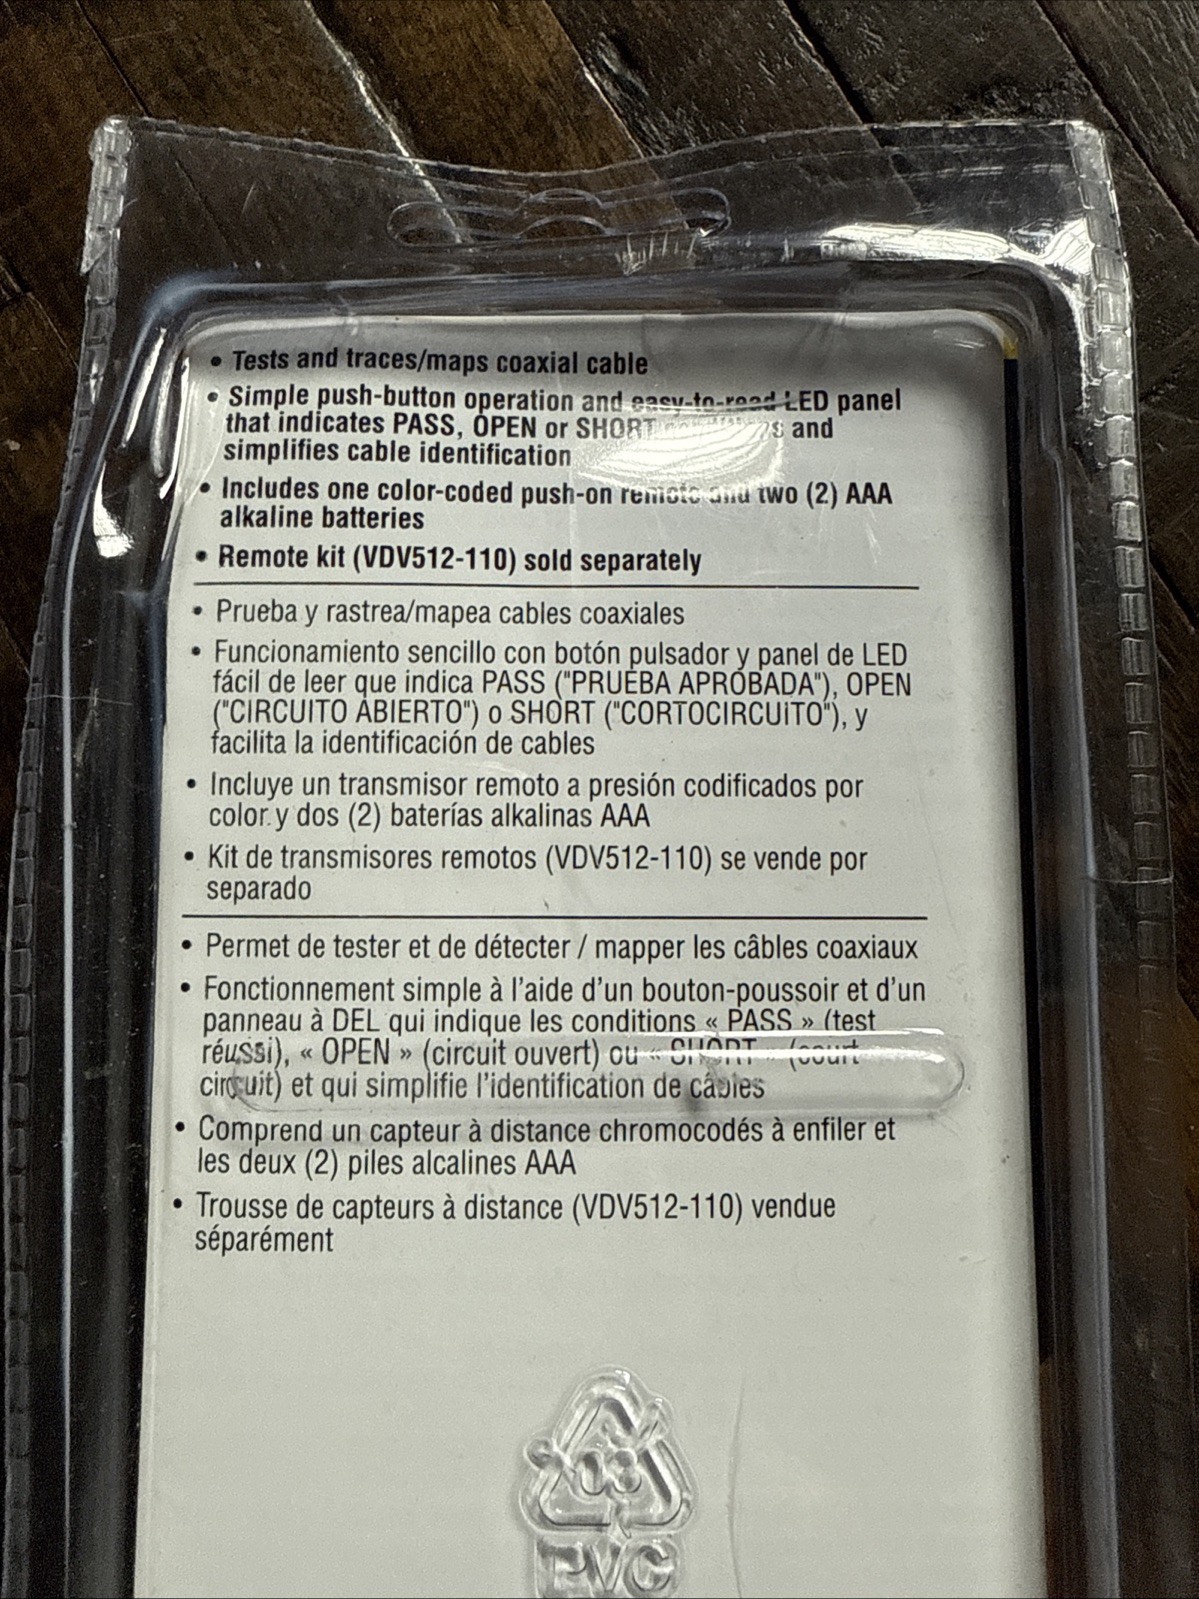 • Tests and traces/maps coaxial cable
• Simple push-button operation and easy-to-read LED panel
that indicates PASS, OPEN or SHORT and
simplifies cable identification
• Includes one color-coded push-on remote and two (2) AAA
alkaline batteries
• Remote kit (VDV512-110) sold separately
• Prueba y rastrea/mapea cables coaxiales
• Funcionamiento sencillo con botón pulsador y panel de LED
fácil de leer que indica PASS ("PRUEBA APROBADA"), OPEN
("CIRCUITO ABIERTO") o SHORT ("CORTOCIRCUITO"), y
facilita la identificación de cables
• Incluye un transmisor remoto a presión codificados por
color y dos (2) baterías alkalinas AAA
• Kit de transmisores remotos (VDV512-110) se vende por
separado
• Permet de tester et de détecter / mapper les câbles coaxiaux
• Fonctionnement simple à l'aide d'un bouton-poussoir et d'un
panneau à DEL qui indique les conditions « PASS » (test
réussi), « OPEN » (circuit ouvert) ou « SHORT » (court
circuit) et qui simplifie l'identification de câbles
• Comprend un capteur à distance chromocodés à enfiler et
les deux (2) piles alcalines AAA
• Trousse de capteurs à distance (VDV512-110) vendue
séparément
03
PVC